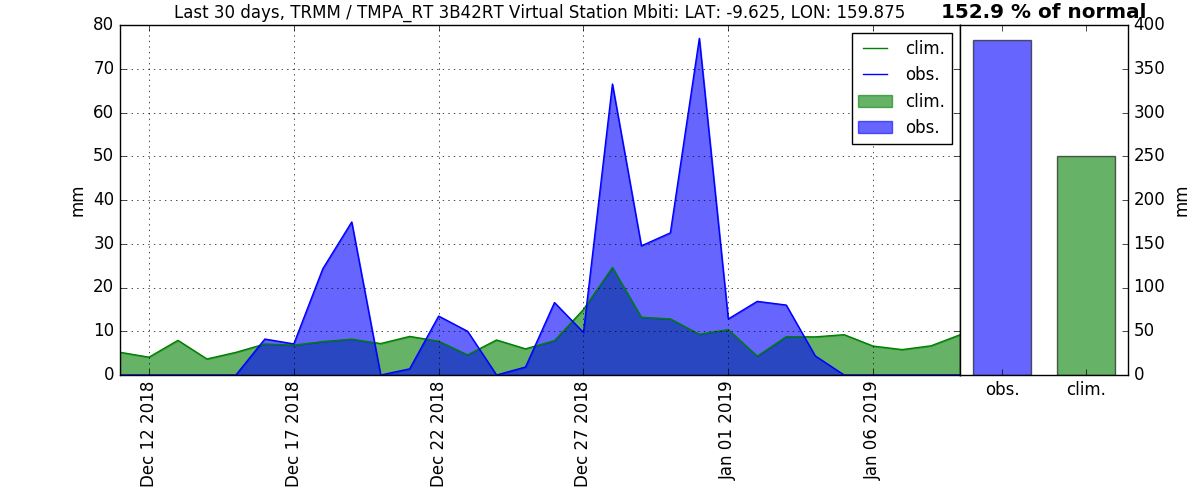 Last 30 days, TRMM / TMPA_RT 3B42RT Virtual Station Mbiti: LAT: -9.625, LON: 159.875
152.9 % of normal
80
70
60
50
40
30
20
10
0
mm
clim.
obs.
clim.
obs.
Dec 12 2018
Dec 17 2018
Dec 22 2018
Dec 27 2018
Jan 01 2019
Jan 06 2019
400
350
300
250
200
150
100
50
0
mm
obs.
clim.